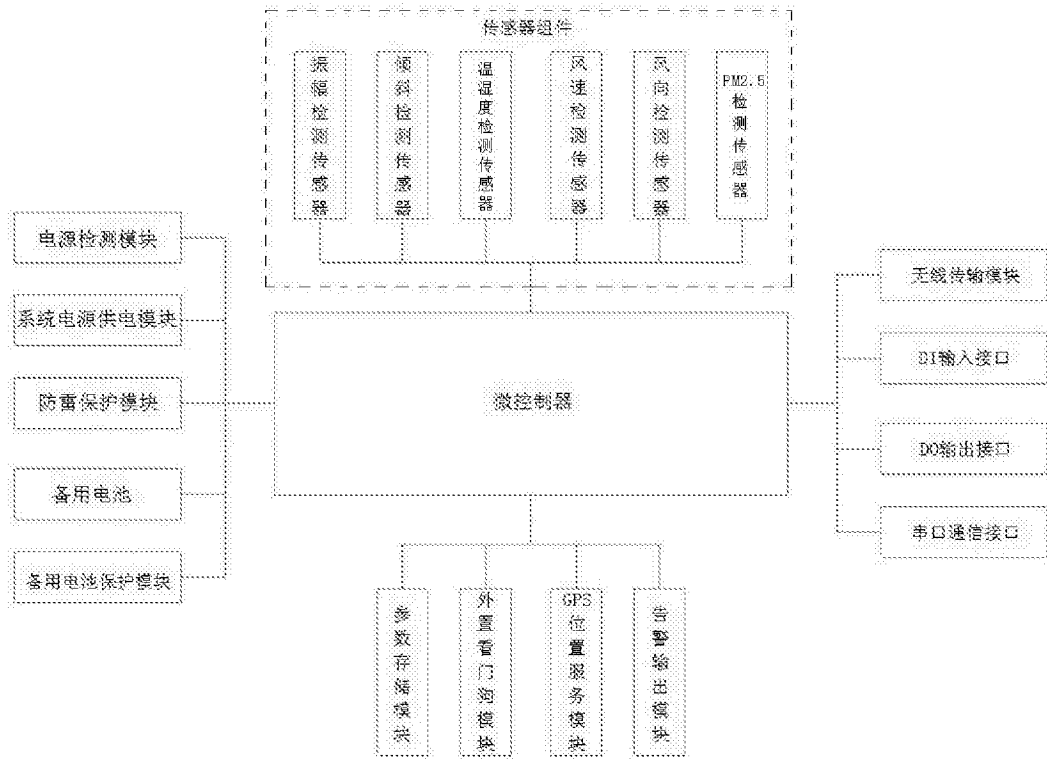 传感器组件
振幅检测传感器
倾斜检测传感器
温湿度检测传感器
风速检测传感器
风向检测传感器
PM2.5检测传感器
电源检测模块
系统电源供电模块
防雷保护模块
备用电池
备用电池保护模块
微控制器
无线传输模块
DI输入接口
DO输出接口
串口通信接口
参数存储模块
外置看门狗模块
GPS位置服务模块
告警输出模块